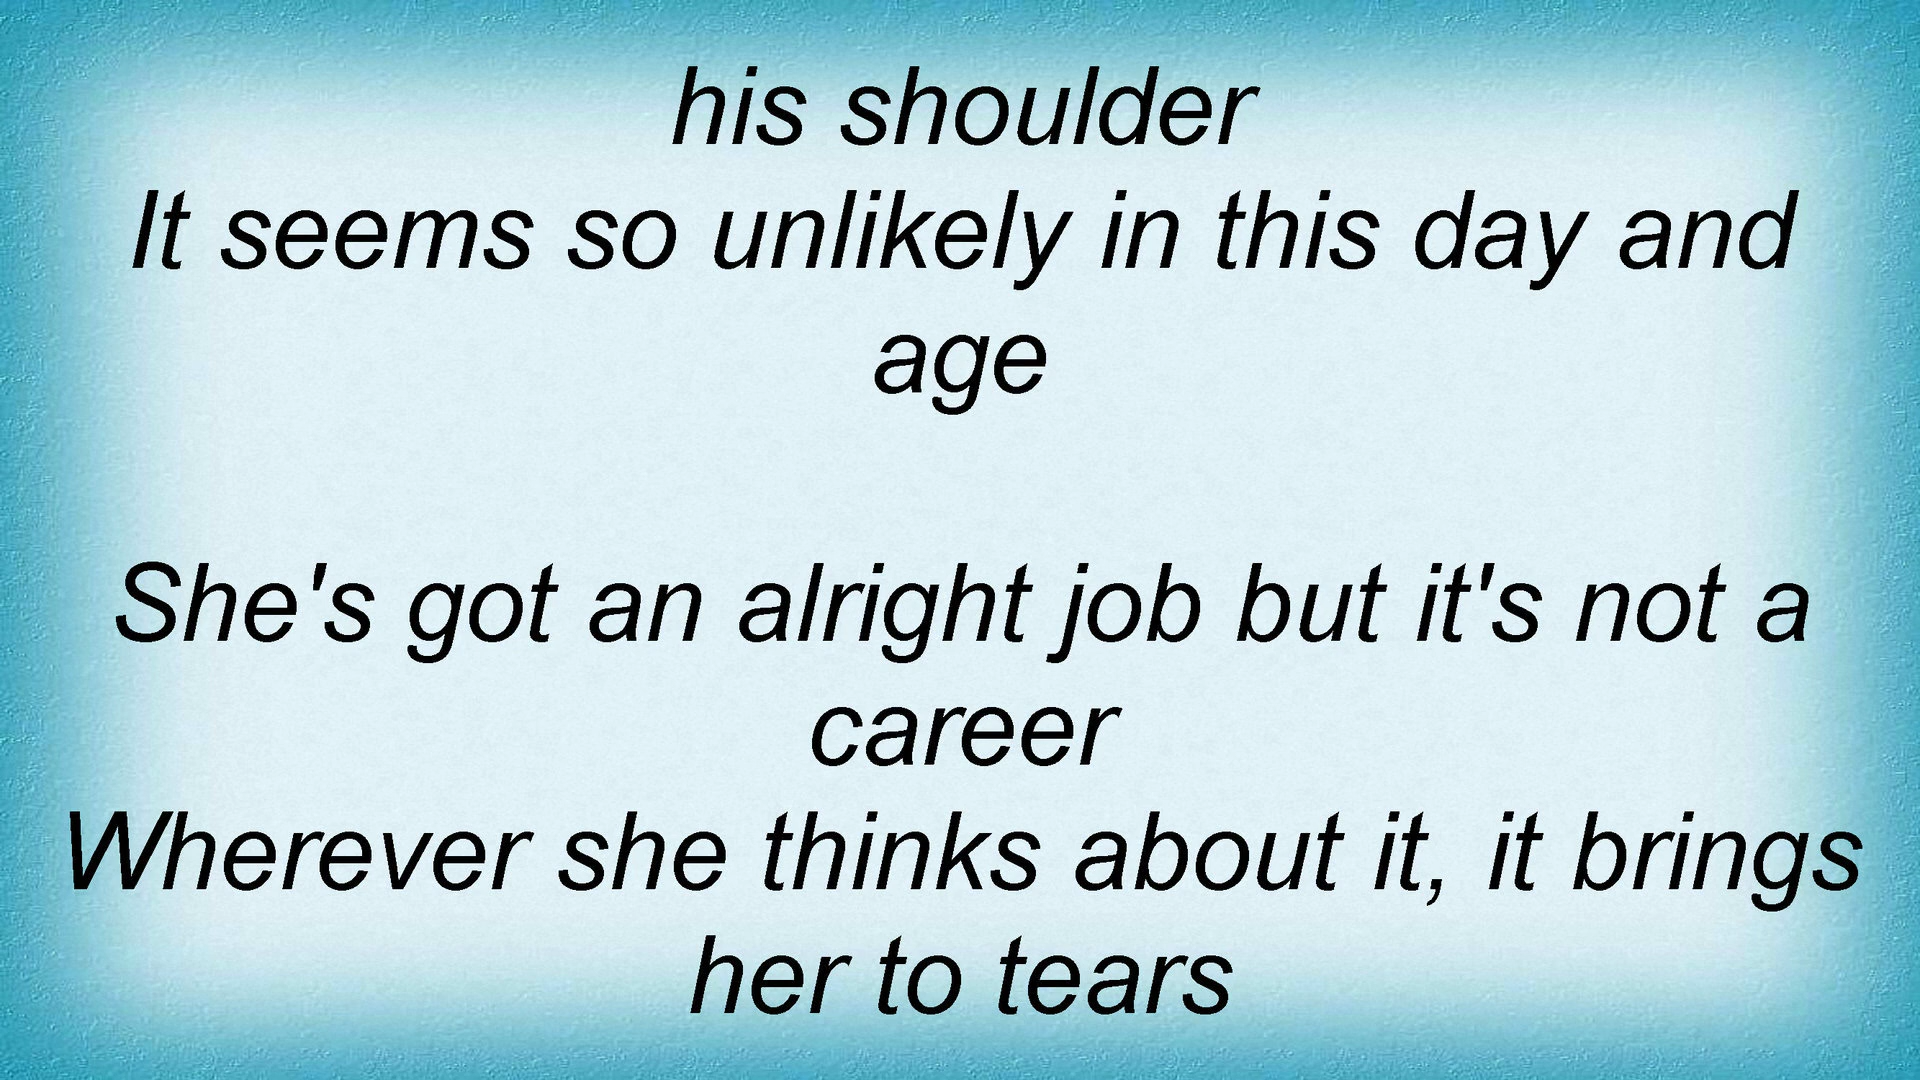 his shoulder
It seems so unlikely in this day and
age
She's got an alright job but it's not a
career
Wherever she thinks about it, it brings
her to tears